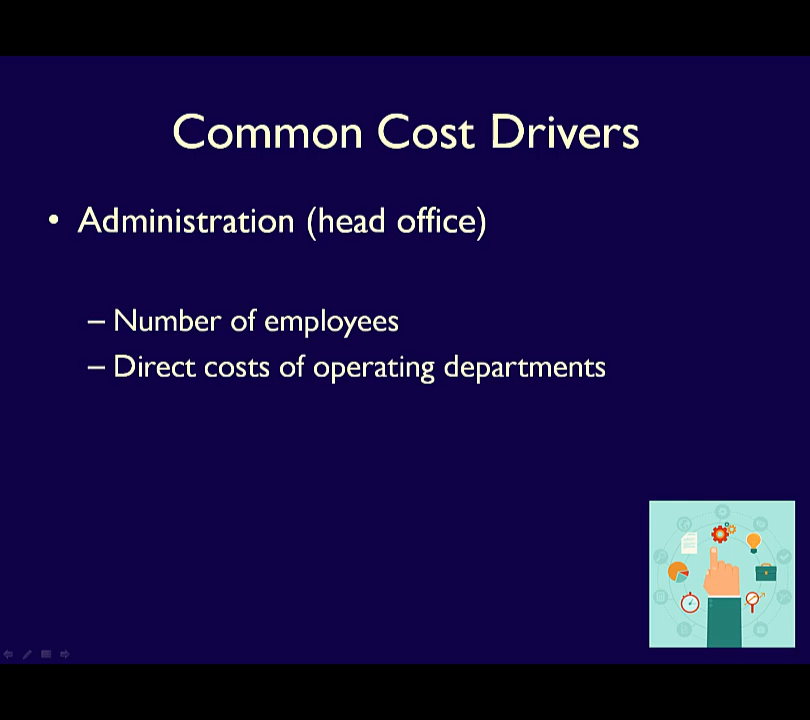 Common Cost Drivers
• Administration (head office)
– Number of employees
– Direct costs of operating departments